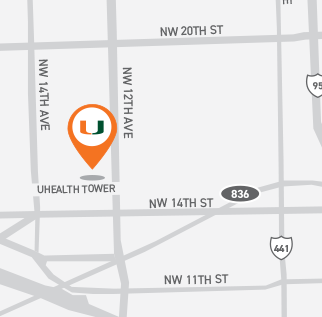 NW 20TH ST
NW 14TH AVE
NW 12TH AVE
95
U
UHEALTH TOWER
836
NW 14TH ST
441
NW 11TH ST